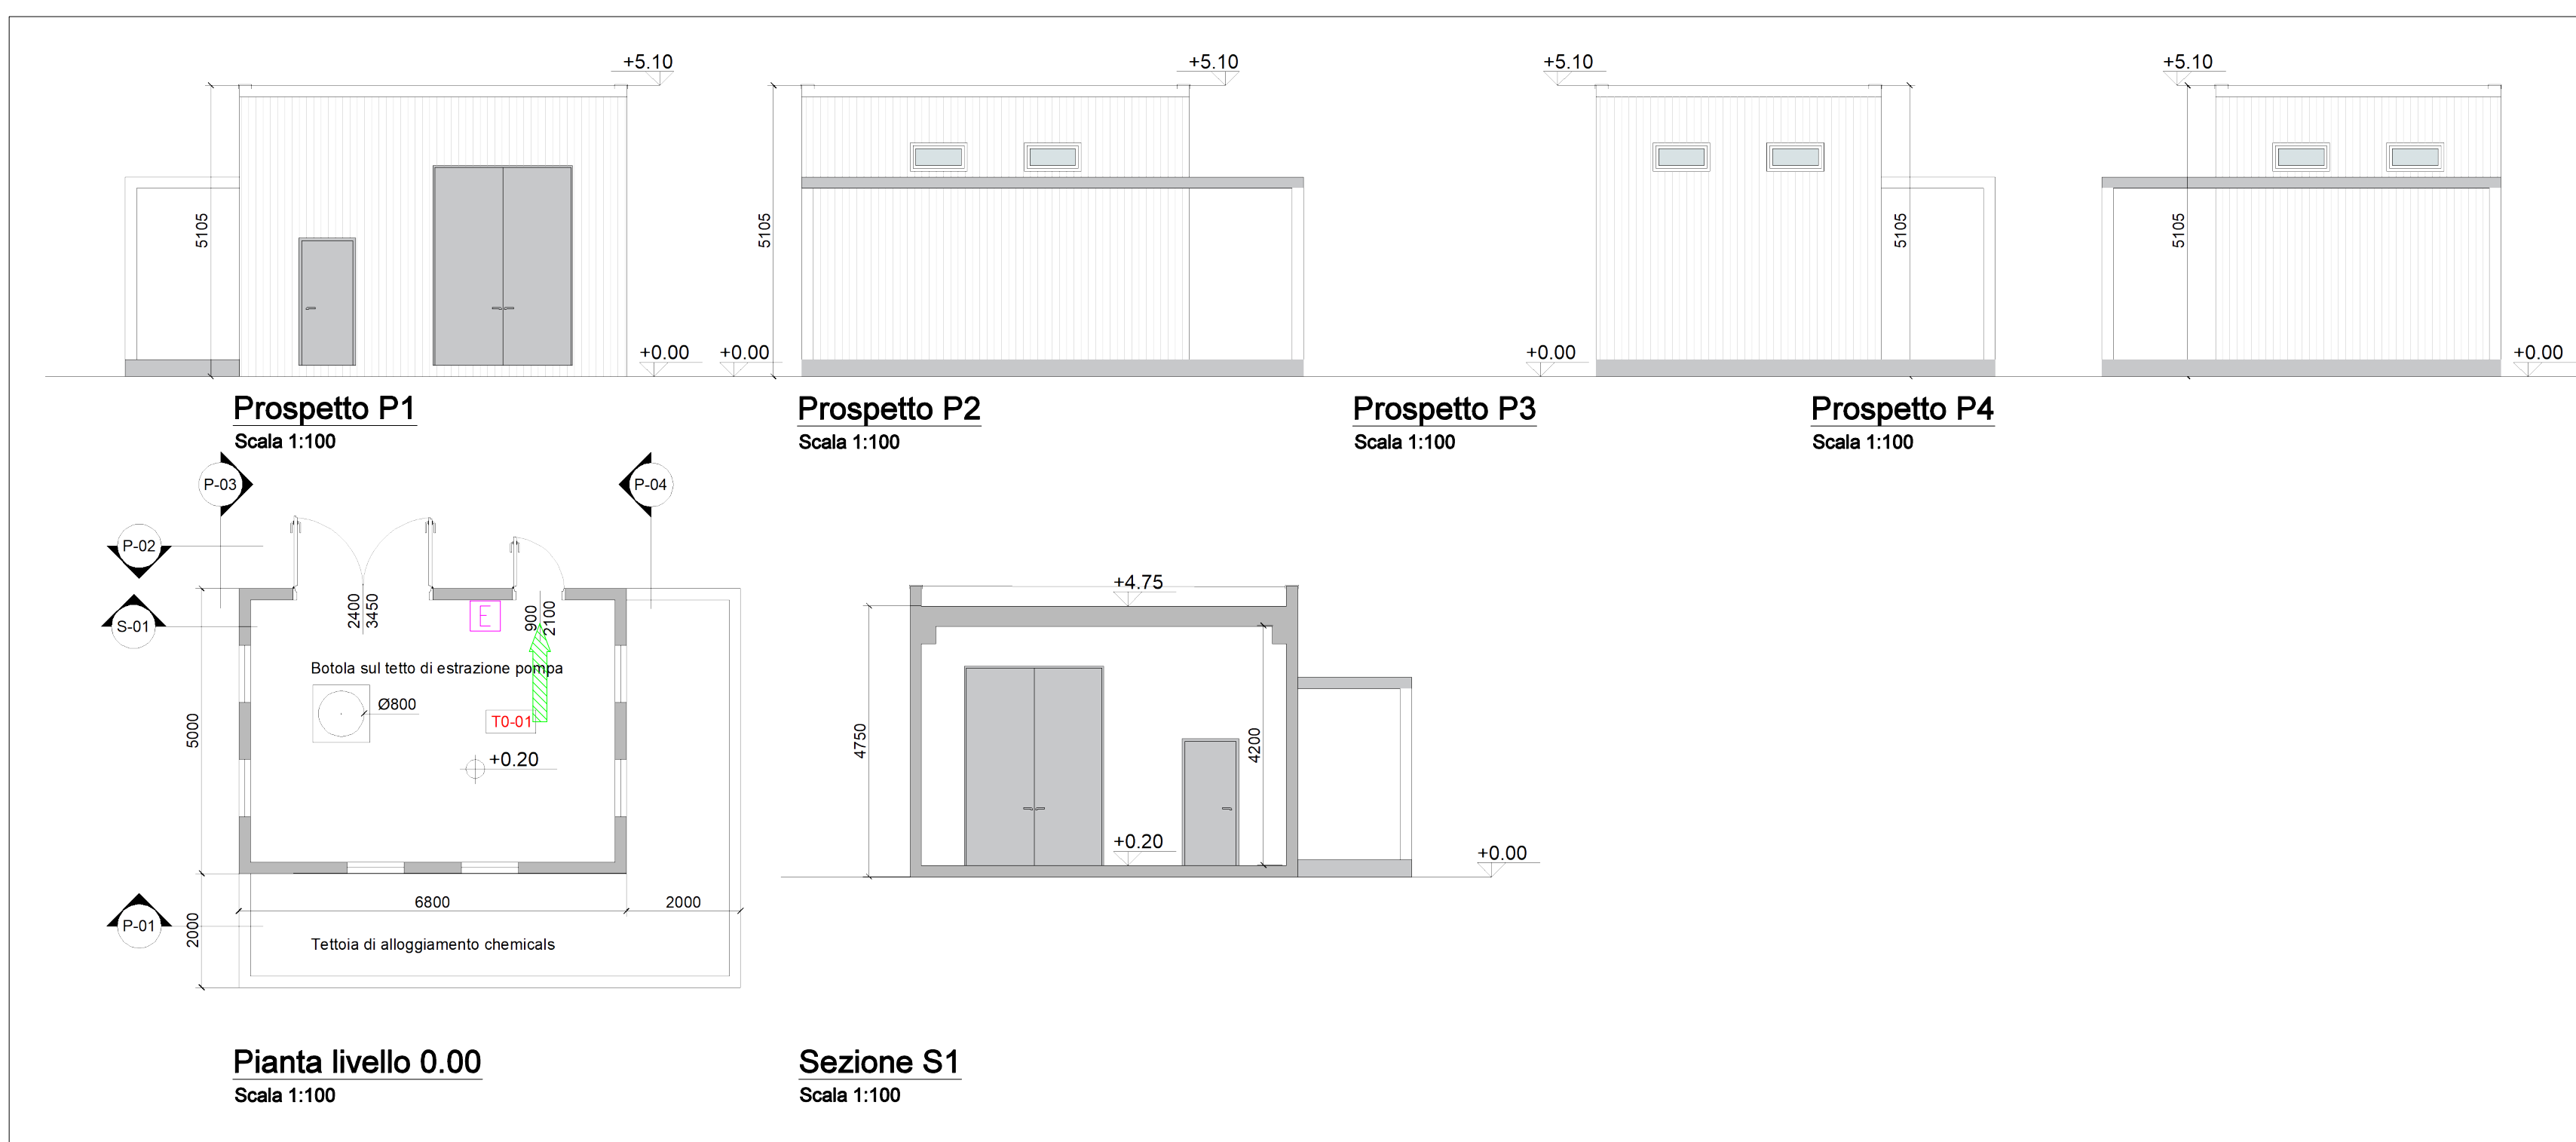 +5.10
+5.10
+5.10
+5.10
5105
5105
5105
5105
+0.00
+0.00
+0.00
+0.00
Prospetto P1
Scala 1:100
Prospetto P2
Scala 1:100
Prospetto P3
Scala 1:100
Prospetto P4
Scala 1:100
P-03
P-04
P-02
S-01
P-01
2400
3450
E
900
2100
Botola sul tetto di estrazione pompa
Ø800
T0-01
+0.20
5000
6800
2000
2000
Tettoia di alloggiamento chemicals
+4.75
4750
4200
+0.20
+0.00
Pianta livello 0.00
Scala 1:100
Sezione S1
Scala 1:100